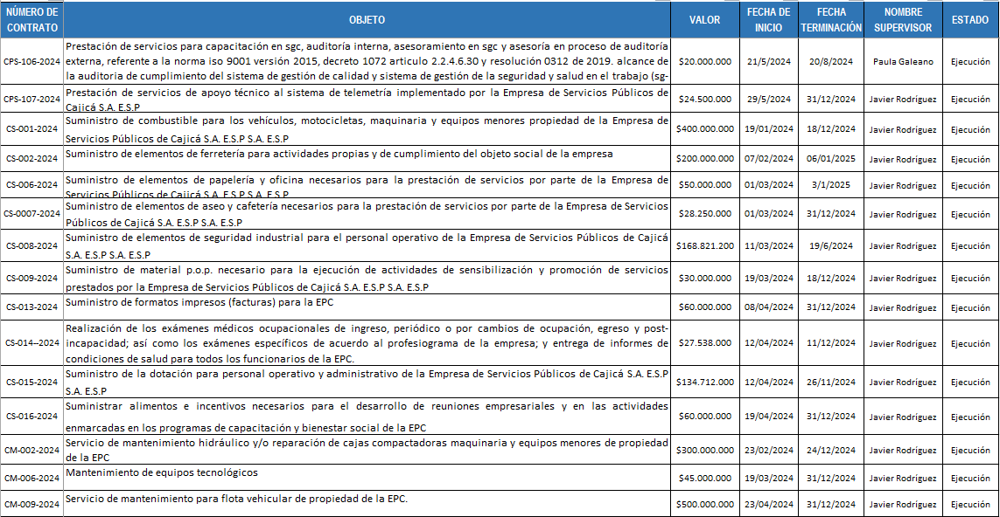 NÚMERO DE CONTRATO OBJETO VALOR FECHA DE INICIO FECHA TERMINACIÓN NOMBRE SUPERVISOR ESTADO
CPS-106-2024 Prestación de servicios para capacitación en sgc, auditoría interna, asesoramiento en sgc y asesoría en proceso de auditoría
externa, referente a la norma iso 9001 versión 2015, decreto 1072 articulo 2.2.4.6.30 y resolución 0312 de 2019. alcance de
la auditoria de cumplimiento del sistema de gestión de calidad y sistema de gestión de la seguridad y salud en el trabajo (sg-
$20.000.000 21/5/2024 20/8/2024 Paula Galeano Ejecución
CPS-107-2024 Prestación de servicios de apoyo técnico al sistema de telemetría implementado por la Empresa de Servicios Públicos de
Cajicá S.A. E.S.P
$24.500.000 29/5/2024 31/12/2024 Javier Rodríguez Ejecución
CS-001-2024 Suministro de combustible para los vehículos, motocicletas, maquinaria y equipos menores propiedad de la Empresa de
Servicios Públicos de Cajicá S.A. E.S.P S.A. E.S.P
$400.000.000 19/01/2024 18/12/2024 Javier Rodríguez Ejecución
CS-002-2024 Suministro de elementos de ferretería para actividades propias y de cumplimiento del objeto social de la empresa
$200.000.000 07/02/2024 06/01/2025 Javier Rodríguez Ejecución
CS-006-2024 Suministro de elementos de papelería y oficina necesarios para la prestación de servicios por parte de la Empresa de
Servicios Públicos de Cajicá S.A. E.S.P S.A. E.S.P
$50.000.000 01/03/2024 3/1/2025 Javier Rodríguez Ejecución
CS-0007-2024 Suministro de elementos de aseo y cafetería necesarios para la prestación de servicios por parte de la Empresa de Servicios
Públicos de Cajicá S.A. E.S.P S.A. E.S.P
$28.250.000 01/03/2024 31/12/2024 Javier Rodríguez Ejecución
CS-008-2024 Suministro de elementos de seguridad industrial para el personal operativo de la Empresa de Servicios Públicos de Cajicá
S.A. E.S.P S.A. E.S.P
$168.821.200 11/03/2024 19/6/2024 Javier Rodríguez Ejecución
CS-009-2024 Suministro de material p.o.p. necesario para la ejecución de actividades de sensibilización y promoción de servicios
prestados por la Empresa de Servicios Públicos de Cajicá S.A. E.S.P S.A. E.S.P
$30.000.000 19/03/2024 18/12/2024 Javier Rodríguez Ejecución
CS-013-2024 Suministro de formatos impresos (facturas) para la EPC
$60.000.000 08/04/2024 31/12/2024 Javier Rodríguez Ejecución
CS-014--2024 Realización de los exámenes médicos ocupacionales de ingreso, periódico o por cambios de ocupación, egreso y post-
incapacidad; así como los exámenes específicos de acuerdo al profesiograma de la empresa; y entrega de informes de
condiciones de salud para todos los funcionarios de la EPC.
$27.538.000 12/04/2024 11/12/2024 Javier Rodríguez Ejecución
CS-015-2024 Suministro de la dotación para personal operativo y administrativo de la Empresa de Servicios Públicos de Cajicá S.A. E.S.P
S.A. E.S.P
$134.712.000 12/04/2024 26/11/2024 Javier Rodríguez Ejecución
CS-016-2024 Suministrar alimentos e incentivos necesarios para el desarrollo de reuniones empresariales y en las actividades
enmarcadas en los programas de capacitación y bienestar social de la EPC
$60.000.000 19/04/2024 31/12/2024 Javier Rodríguez Ejecución
CM-002-2024 Servicio de mantenimiento hidráulico y/o reparación de cajas compactadoras maquinaria y equipos menores de propiedad
de la EPC
$300.000.000 23/02/2024 24/12/2024 Javier Rodríguez Ejecución
CM-006-2024 Mantenimiento de equipos tecnológicos
$45.000.000 19/03/2024 31/12/2024 Javier Rodríguez Ejecución
CM-009-2024 Servicio de mantenimiento para flota vehicular de propiedad de la EPC.
$500.000.000 23/04/2024 31/12/2024 Javier Rodríguez Ejecución